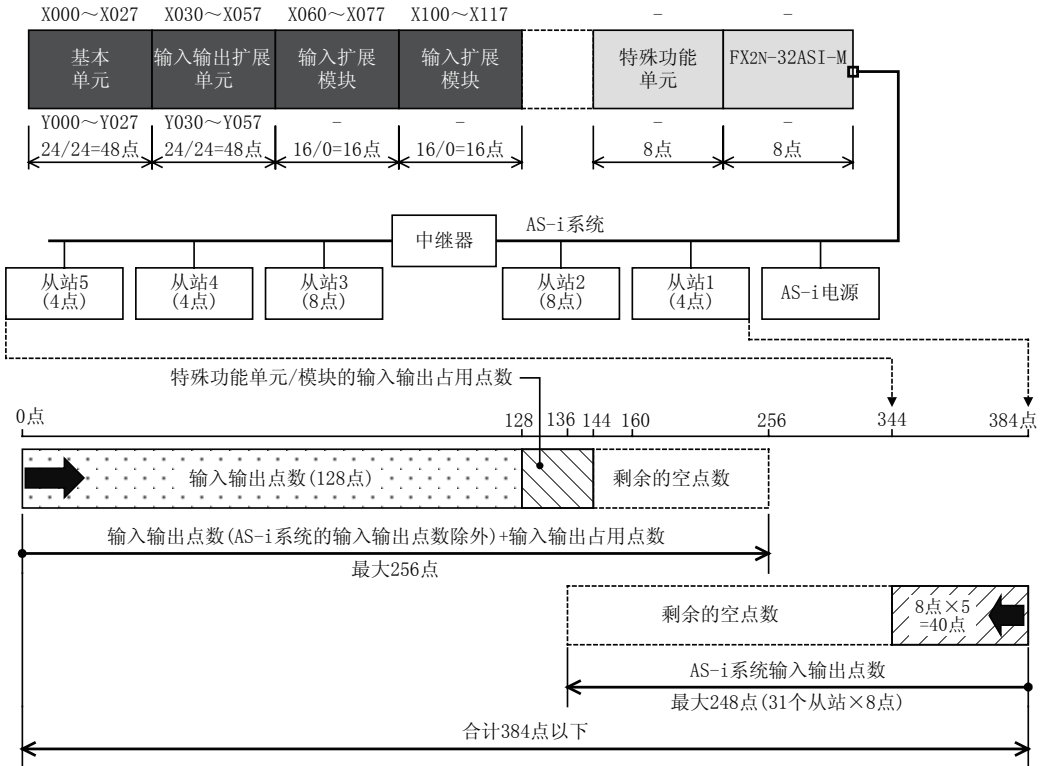 X000～X027 X030～X057 X060～X077 X100～X117 － －
基本
单元
输入输出扩展
单元
输入扩展
模块
输入扩展
模块
特殊功能
单元
FX2N-32ASI-M
Y000～Y027 Y030～Y057 － － － －
24/24=48点 24/24=48点 16/0=16点 16/0=16点 8点 8点
AS-i系统
中继器
从站5
(4点)
从站4
(4点)
从站3
(8点)
从站2
(8点)
从站1
(4点)
AS-i电源
特殊功能单元/模块的输入输出占用点数
0点 128 136 144 160 256 344 384点
输入输出点数(128点)
剩余的空点数
输入输出点数(AS-i系统的输入输出点数除外)+输入输出占用点数
最大256点
剩余的空点数
8点×5
=40点
AS-i系统输入输出点数
最大248点(31个从站×8点)
合计384点以下